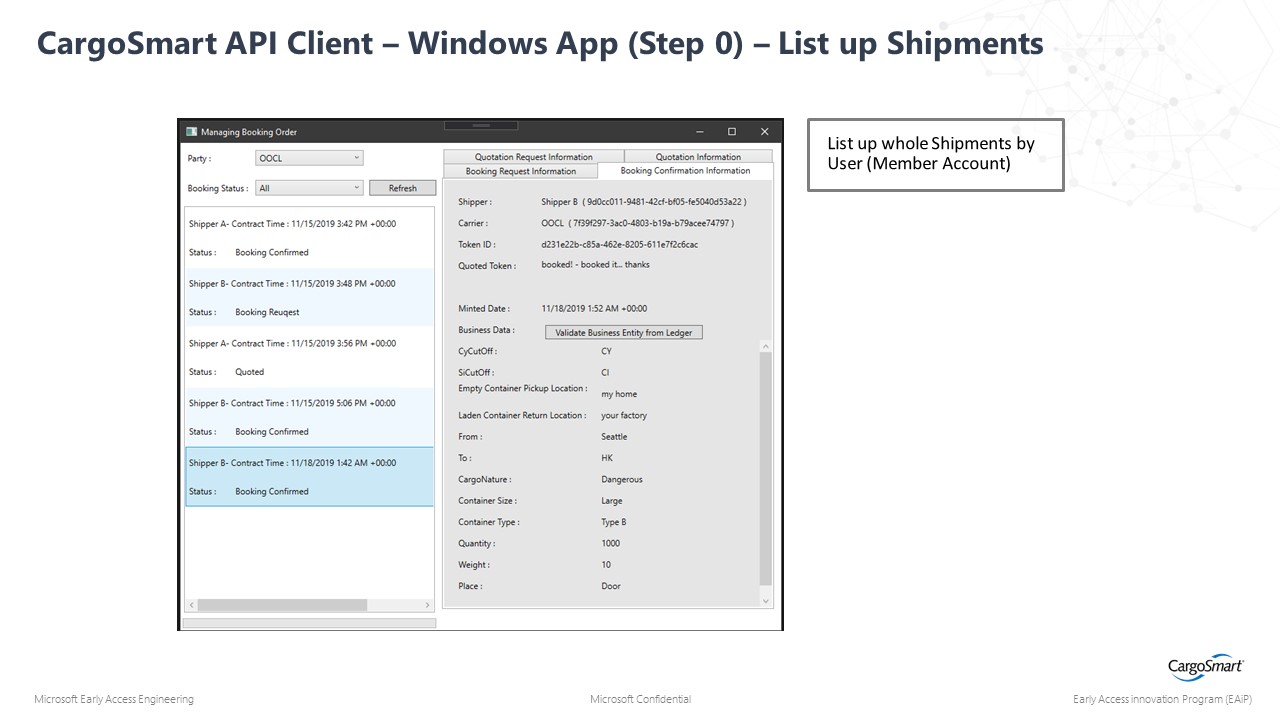 CargoSmart API Client – Windows App (Step 0) – List up Shipments
Managing Booking Order
Party :
OOCL
Booking Status :
All
Refresh
Shipper A- Contract Time : 11/15/2019 3:42 PM +00:00
Status : Booking Confirmed
Shipper B- Contract Time : 11/15/2019 3:48 PM +00:00
Status : Booking Reuqest
Shipper A- Contract Time : 11/15/2019 3:56 PM +00:00
Status : Quoted
Shipper B- Contract Time : 11/15/2019 5:06 PM +00:00
Status : Booking Confirmed
Shipper B- Contract Time : 11/18/2019 1:42 AM +00:00
Status : Booking Confirmed
Quotation Request Information
Quotation Information
Booking Request Information
Booking Confirmation Information
Shipper : Shipper B ( 9d0cc011-9481-42cf-bf05-fe5040d53a22 )
Carrier : OOCL ( 7f39f297-3ac0-4803-b19a-b79acee74797 )
Token ID : d231e22b-c85a-462e-8205-611e7f2c6cac
Quoted Token : booked! - booked it... thanks
Minted Date : 11/18/2019 1:52 AM +00:00
Business Data : Validate Business Entity from Ledger
CyCutOff : CY
SiCutOff : CI
Empty Container Pickup Location : my home
Laden Container Return Location : your factory
From : Seattle
To : HK
CargoNature : Dangerous
Container Size : Large
Container Type : Type B
Quantity : 1000
Weight : 10
Place : Door
List up whole Shipments by
User (Member Account)
CargoSmart
Microsoft Early Access Engineering
Microsoft Confidential
Early Access innovation Program (EAiP)